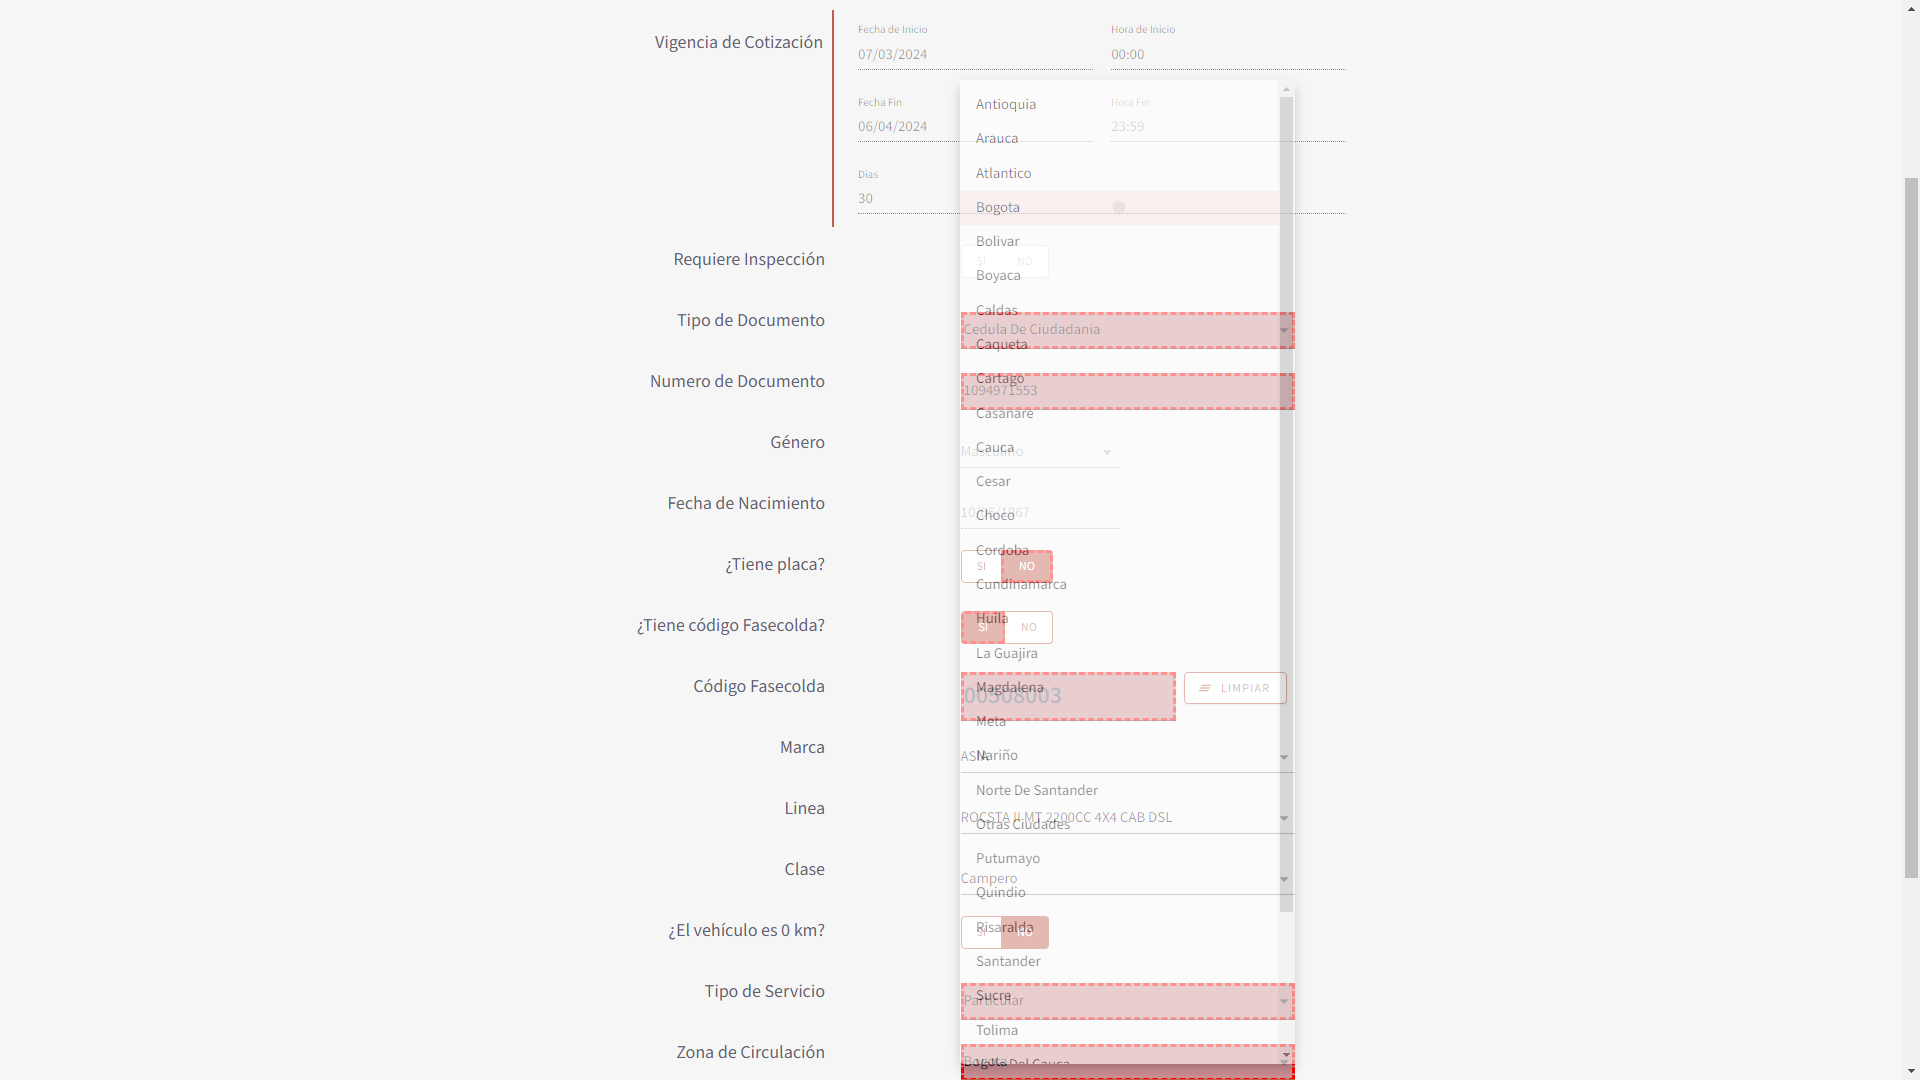 Vigencia de Cotización
Fecha de Inicio
07/03/2024
Hora de Inicio
00:00
Fecha Fin
06/04/2024
Hora Fin
23:59
Días
30
Antioquia
Arauca
Atlantico
Bogota
Bolivar
Boyaca
Caldas
Caqueta
Cartago
Casanare
Cauca
Cesar
Choco
Cordoba
Cundinamarca
Huila
La Guajira
Magdalena
Meta
Nariño
Norte De Santander
Otras Ciudades
Putumayo
Quindio
Risaralda
Santander
Sucre
Tolima
Requiere Inspección
SI NO
Tipo de Documento
Cedula De Ciudadania
Numero de Documento
1094971553
Género
Masculino
Fecha de Nacimiento
¿Tiene placa?
SI NO
¿Tiene código Fasecolda?
SI NO
Código Fasecolda
00508003
LIMPIAR
Marca
ASIA
Linea
ROCSTA II MT 2200CC 4X4 CAB DSL
Clase
Campero
¿El vehículo es 0 km?
SI NO
Tipo de Servicio
Particular
Zona de Circulación
Bogota